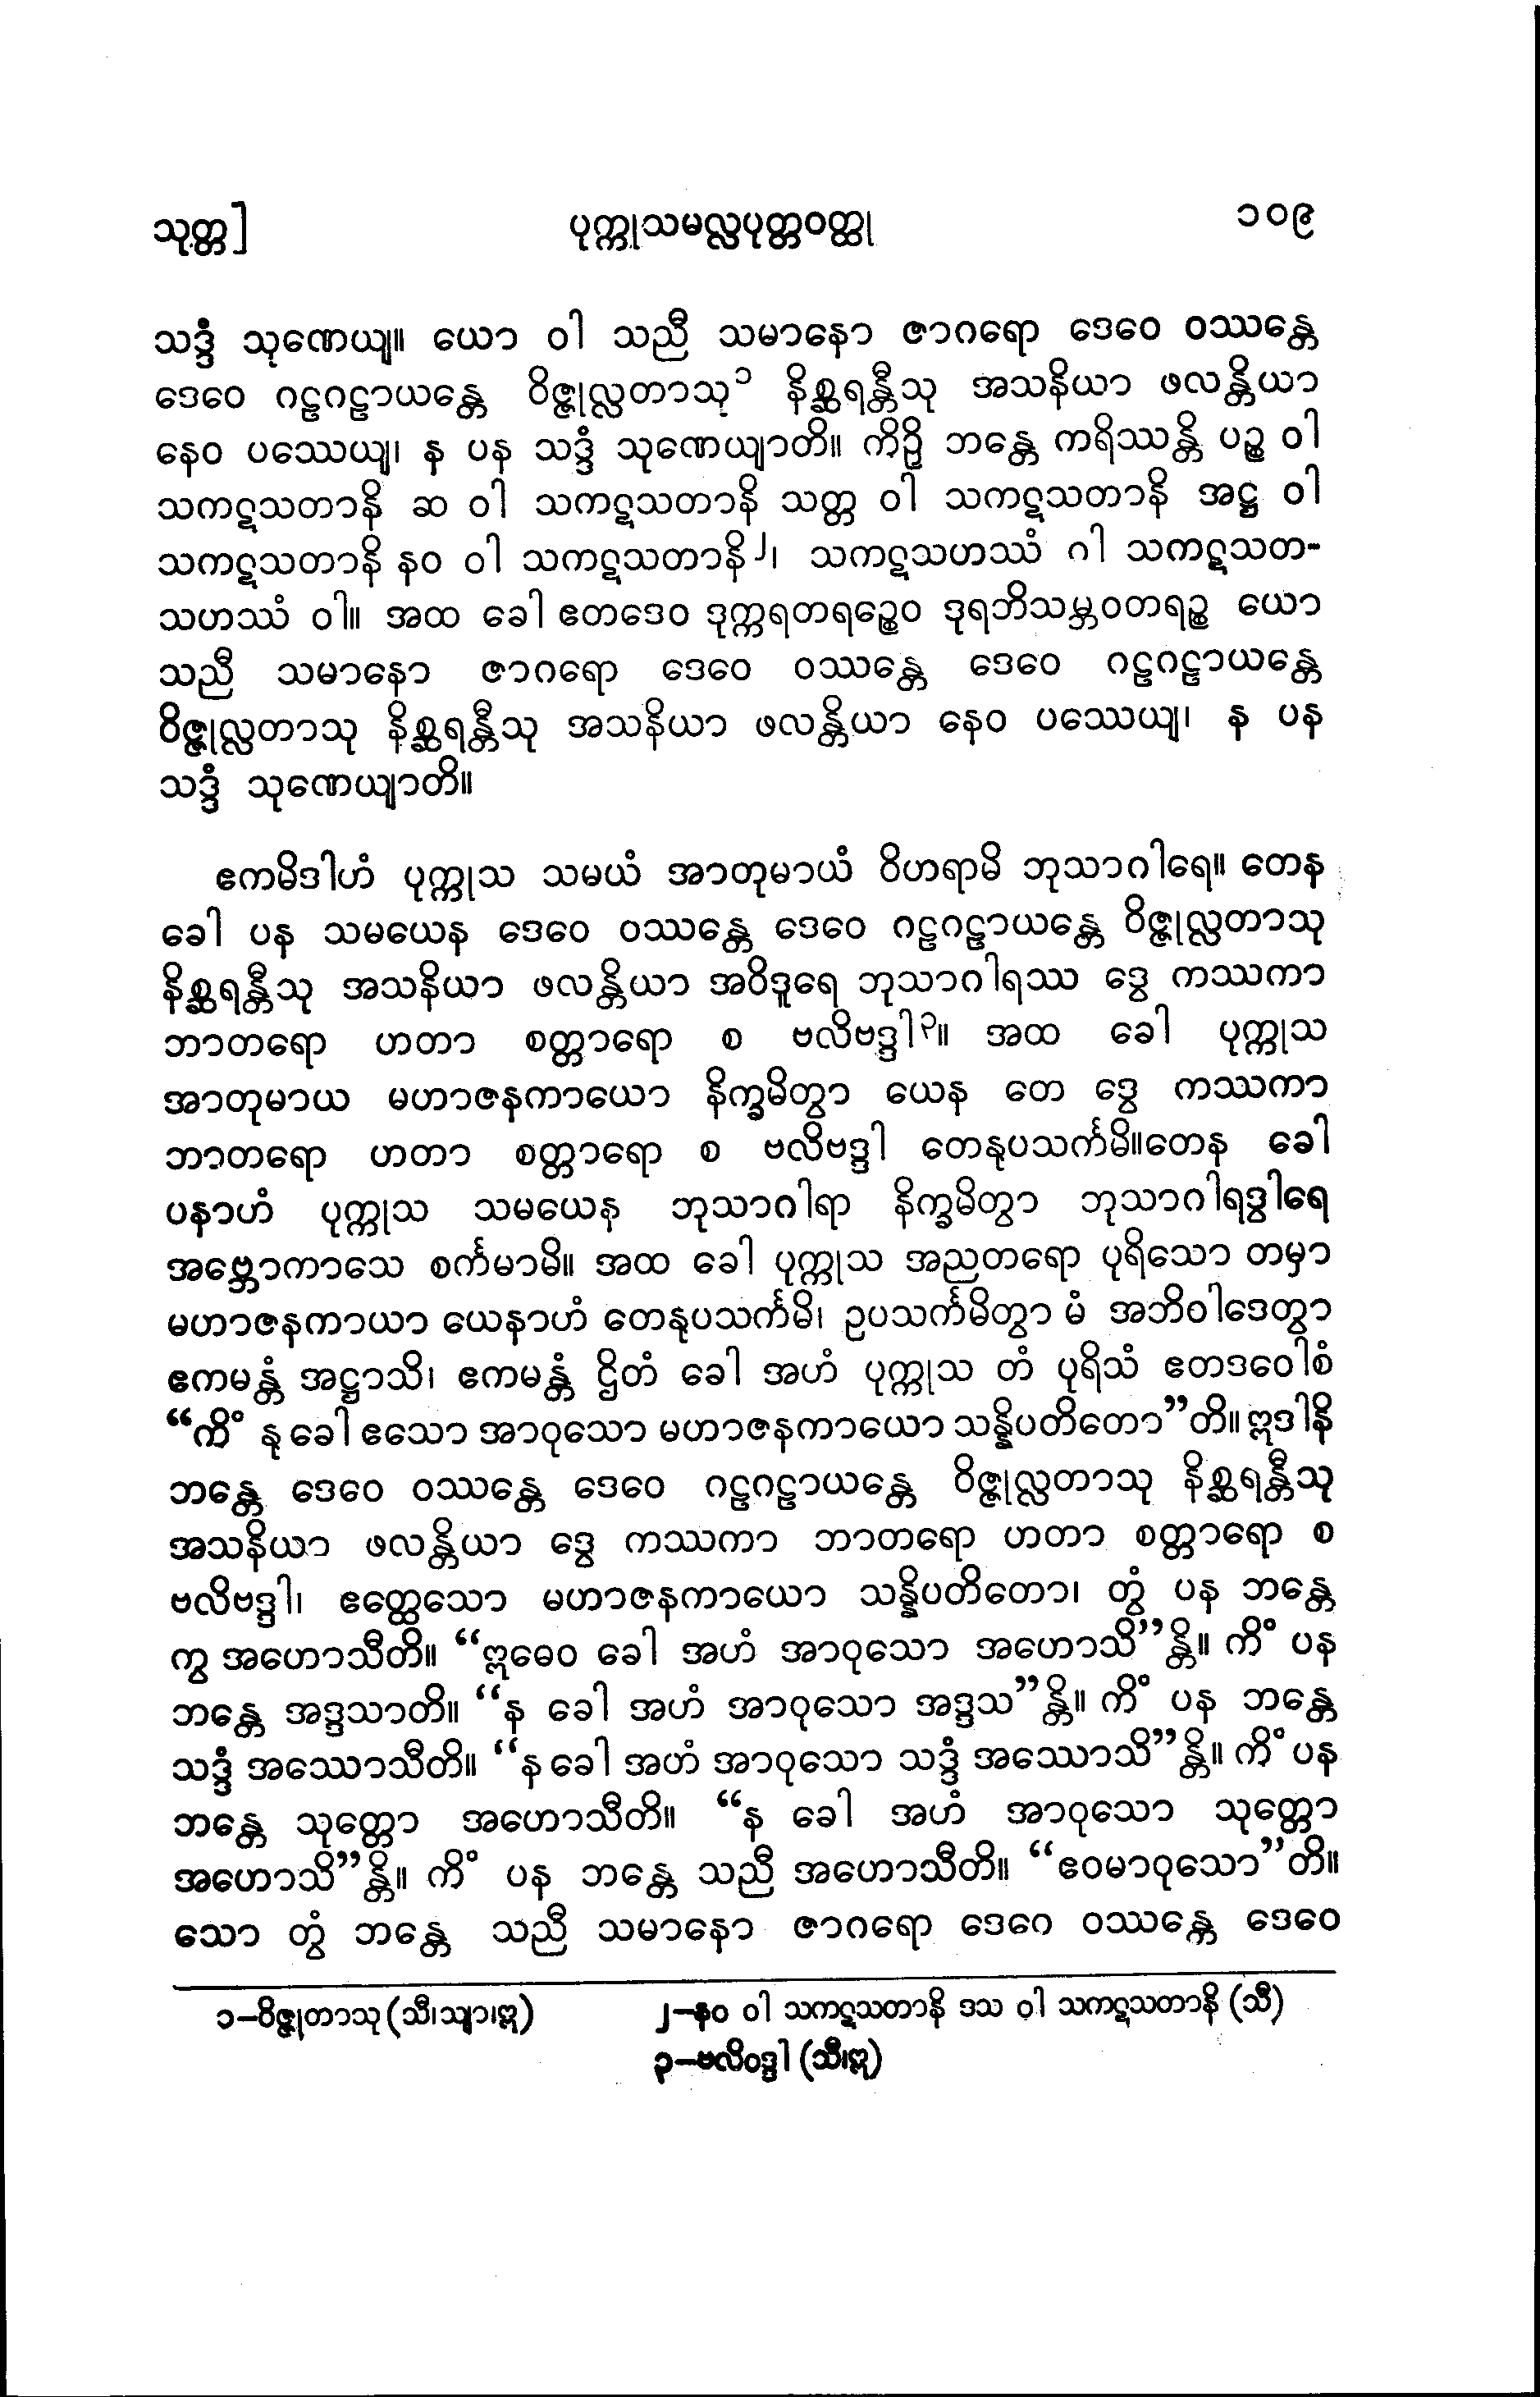 သုတ္တ] ပုက္ကုသမလ္လပုတ္တဝတ္ထု ၁၀၉
သဒ္ဒံ သုဏေယျ။ ယော ဝါ သညီ သမာနော ဇာဂရော ဒေဝေ ဝဿန္တေ
ဒေဝေ ဂဠဂဠာယန္တေ ဝိဇ္ဇုလ္လတာသု၁ နိစ္ဆရန္တီသု အသနိယာ ဖလန္တိယာ
နေဝ ပဿေယျ၊ န ပန သဒ္ဒံ သုဏေယျာတိ။ ကိဉှိ ဘန္တေ ကရိဿန္တိ ပဉ္စ ဝါ
သကဋသတာနိ ဆ ဝါ သကဋသတာနိ သတ္တ ဝါ သကဋသတာနိ အဋ္ဌ ဝါ
သကဋသတာနိ နဝ ဝါ သကဋသတာနိ၂၊ သကဋသဟဿံ ဂါ သကဋသတ-
သဟဿံ ဝါ။ အထ ခေါ ဧတဒေဝ ဒုက္ကရတရဉ္စေဝ ဒုရဘိသမ္ဘဝတရဉ္စ ယော
သညီ သမာနော ဇာဂရော ဒေဝေ ဝဿန္တေ ဒေဝေ ဂဠဂဠာယန္တေ
ဝိဇ္ဇုလ္လတာသု နိစ္ဆရန္တီသု အသနိယာ ဖလန္တိယာ နေဝ ပဿေယျ၊ န ပန
သဒ္ဒံ သုဏေယျာတိ။
ဧကမိဒါဟံ ပုက္ကုသ သမယံ အာတုမာယံ ဝိဟရာမိ ဘုသာဂါရေ။ တေန
ခေါ ပန သမယေန ဒေဝေ ဝဿန္တေ ဒေဝေ ဂဠဂဠာယန္တေ ဝိဇ္ဇုလ္လတာသု
နိစ္ဆရန္တီသု အသနိယာ ဖလန္တိယာ အဝိဒူရေ ဘုသာဂါရဿ ဒွေ ကဿကာ
ဘာတရော ဟတာ စတ္တာရော စ ဗလိဗဒ္ဒါ၃။ အထ ခေါ ပုက္ကုသ
အာတုမာယ မဟာဇနကာယော နိက္ခမိတွာ ယေန တေ ဒွေ ကဿကာ
ဘာတရော ဟတာ စတ္တာရော စ ဗလိဗဒ္ဒါ တေနုပသင်္ကမိ။တေန ခေါ
ပနာဟံ ပုက္ကုသ သမယေန ဘုသာဂါရာ နိက္ခမိတွာ ဘုသာဂါရဒွါရေ
အဗ္ဘောကာသေ စင်္ကမာမိ။ အထ ခေါ ပုက္ကုသ အညတရော ပုရိသော တမှာ
မဟာဇနကာယာ ယေနာဟံ တေနုပသင်္ကမိ၊ ဥပသင်္ကမိတွာ မံ အဘိဝါဒေတွာ
ဧကမန္တံ အဋ္ဌာသိ၊ ဧကမန္တံ ဌိတံ ခေါ အဟံ ပုက္ကုသ တံ ပုရိသံ ဧတဒဝေါစံ
“ကိံ နု ခေါ ဧသော အာဝုသော မဟာဇနကာယော သန္နိပတိတော”တိ။ ဣဒါနိ
ဘန္တေ ဒေဝေ ဝဿန္တေ ဒေဝေ ဂဠဂဠာယန္တေ ဝိဇ္ဇုလ္လတာသု နိစ္ဆရန္တီသု
အသနိယာ ဖလန္တိယာ ဒွေ ကဿကာ ဘာတရော ဟတာ စတ္တာရော စ
ဗလိဗဒ္ဒါ၊ ဧတ္ထေသော မဟာဇနကာယော သန္နိပတိတော၊ တွံ ပန ဘန္တေ
ကွ အဟောသီတိ။ “ဣဓေဝ ခေါ အဟံ အာဝုသော အဟောသိ”န္တိ။ ကိံ ပန
ဘန္တေ အဒ္ဒသာတိ။ “န ခေါ အဟံ အာဝုသော အဒ္ဒသ”န္တိ။ ကိံ ပန ဘန္တေ
သဒ္ဒံ အဿောသီတိ။ “န ခေါ အဟံ အာဝုသော သဒ္ဒံ အဿောသိ”န္တိ။ ကိံ ပန
ဘန္တေ သုတ္တော အဟောသီတိ။ “န ခေါ အဟံ အာဝုသော သုတ္တော
အဟောသိ”န္တိ။ ကိံ ပန ဘန္တေ သညီ အဟောသီတိ။ “ဧဝမာဝုသော”တိ။
သော တွံ ဘန္တေ သညီ သမာနော ဇာဂရော ဒေဂေ ဝဿန္တေ ဒေဝေ
၁–ဝိဇ္ဇုတာသု (သီ၊သျာ၊ဣ) ၂–နဝ ဝါ သကဋသတာနိ ဒသ ဝါ သကဋသတာနိ (သီ)
၃–ဗလိဝဒ္ဒါ (သီ၊ဣ)